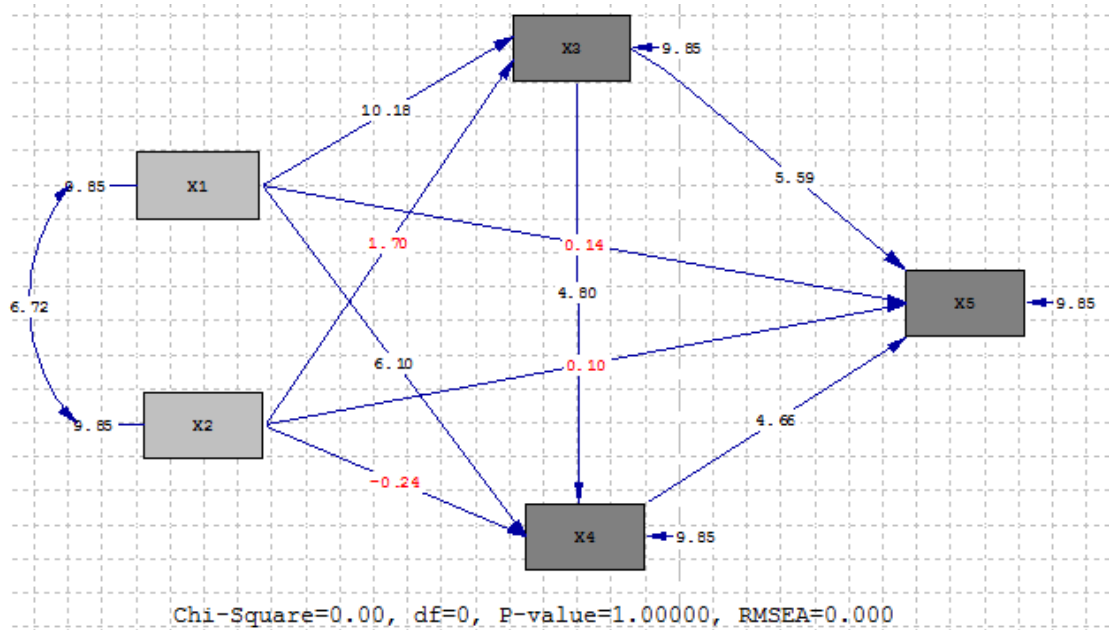 X3
9.85
10.18
X1
9.85
5.59
1.70
0.14
4.80
6.72
X5
9.85
6.10
0.10
X2
9.85
4.66
-0.24
X4
9.85
Chi-Square=0.00, df=0, P-value=1.00000, RMSEA=0.000